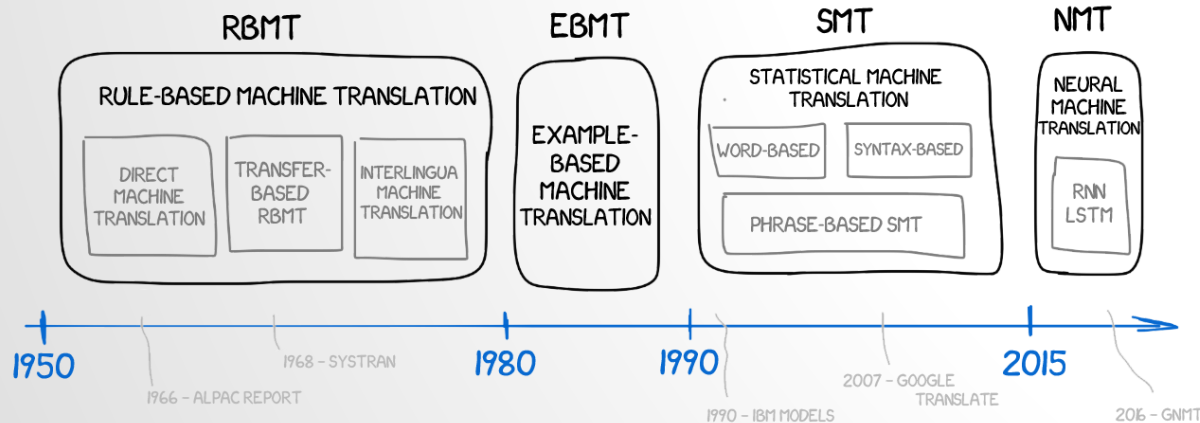 RBMT
RULE-BASED MACHINE TRANSLATION
DIRECT
MACHINE
TRANSLATION
TRANSFER-
BASED
RBMT
INTERLINGUA
MACHINE
TRANSLATION
EBMT
EXAMPLE-
BASED
MACHINE
TRANSLATION
SMT
STATISTICAL MACHINE
TRANSLATION
WORD-BASED
SYNTAX-BASED
PHRASE-BASED SMT
NMT
NEURAL
MACHINE
TRANSLATION
RNN
LSTM
1950
1966 - ALPAC REPORT
1968 - SYSTRAN
1980
1990
1990 - IBM MODELS
2007 - GOOGLE
TRANSLATE
2015
2016 - GNMT